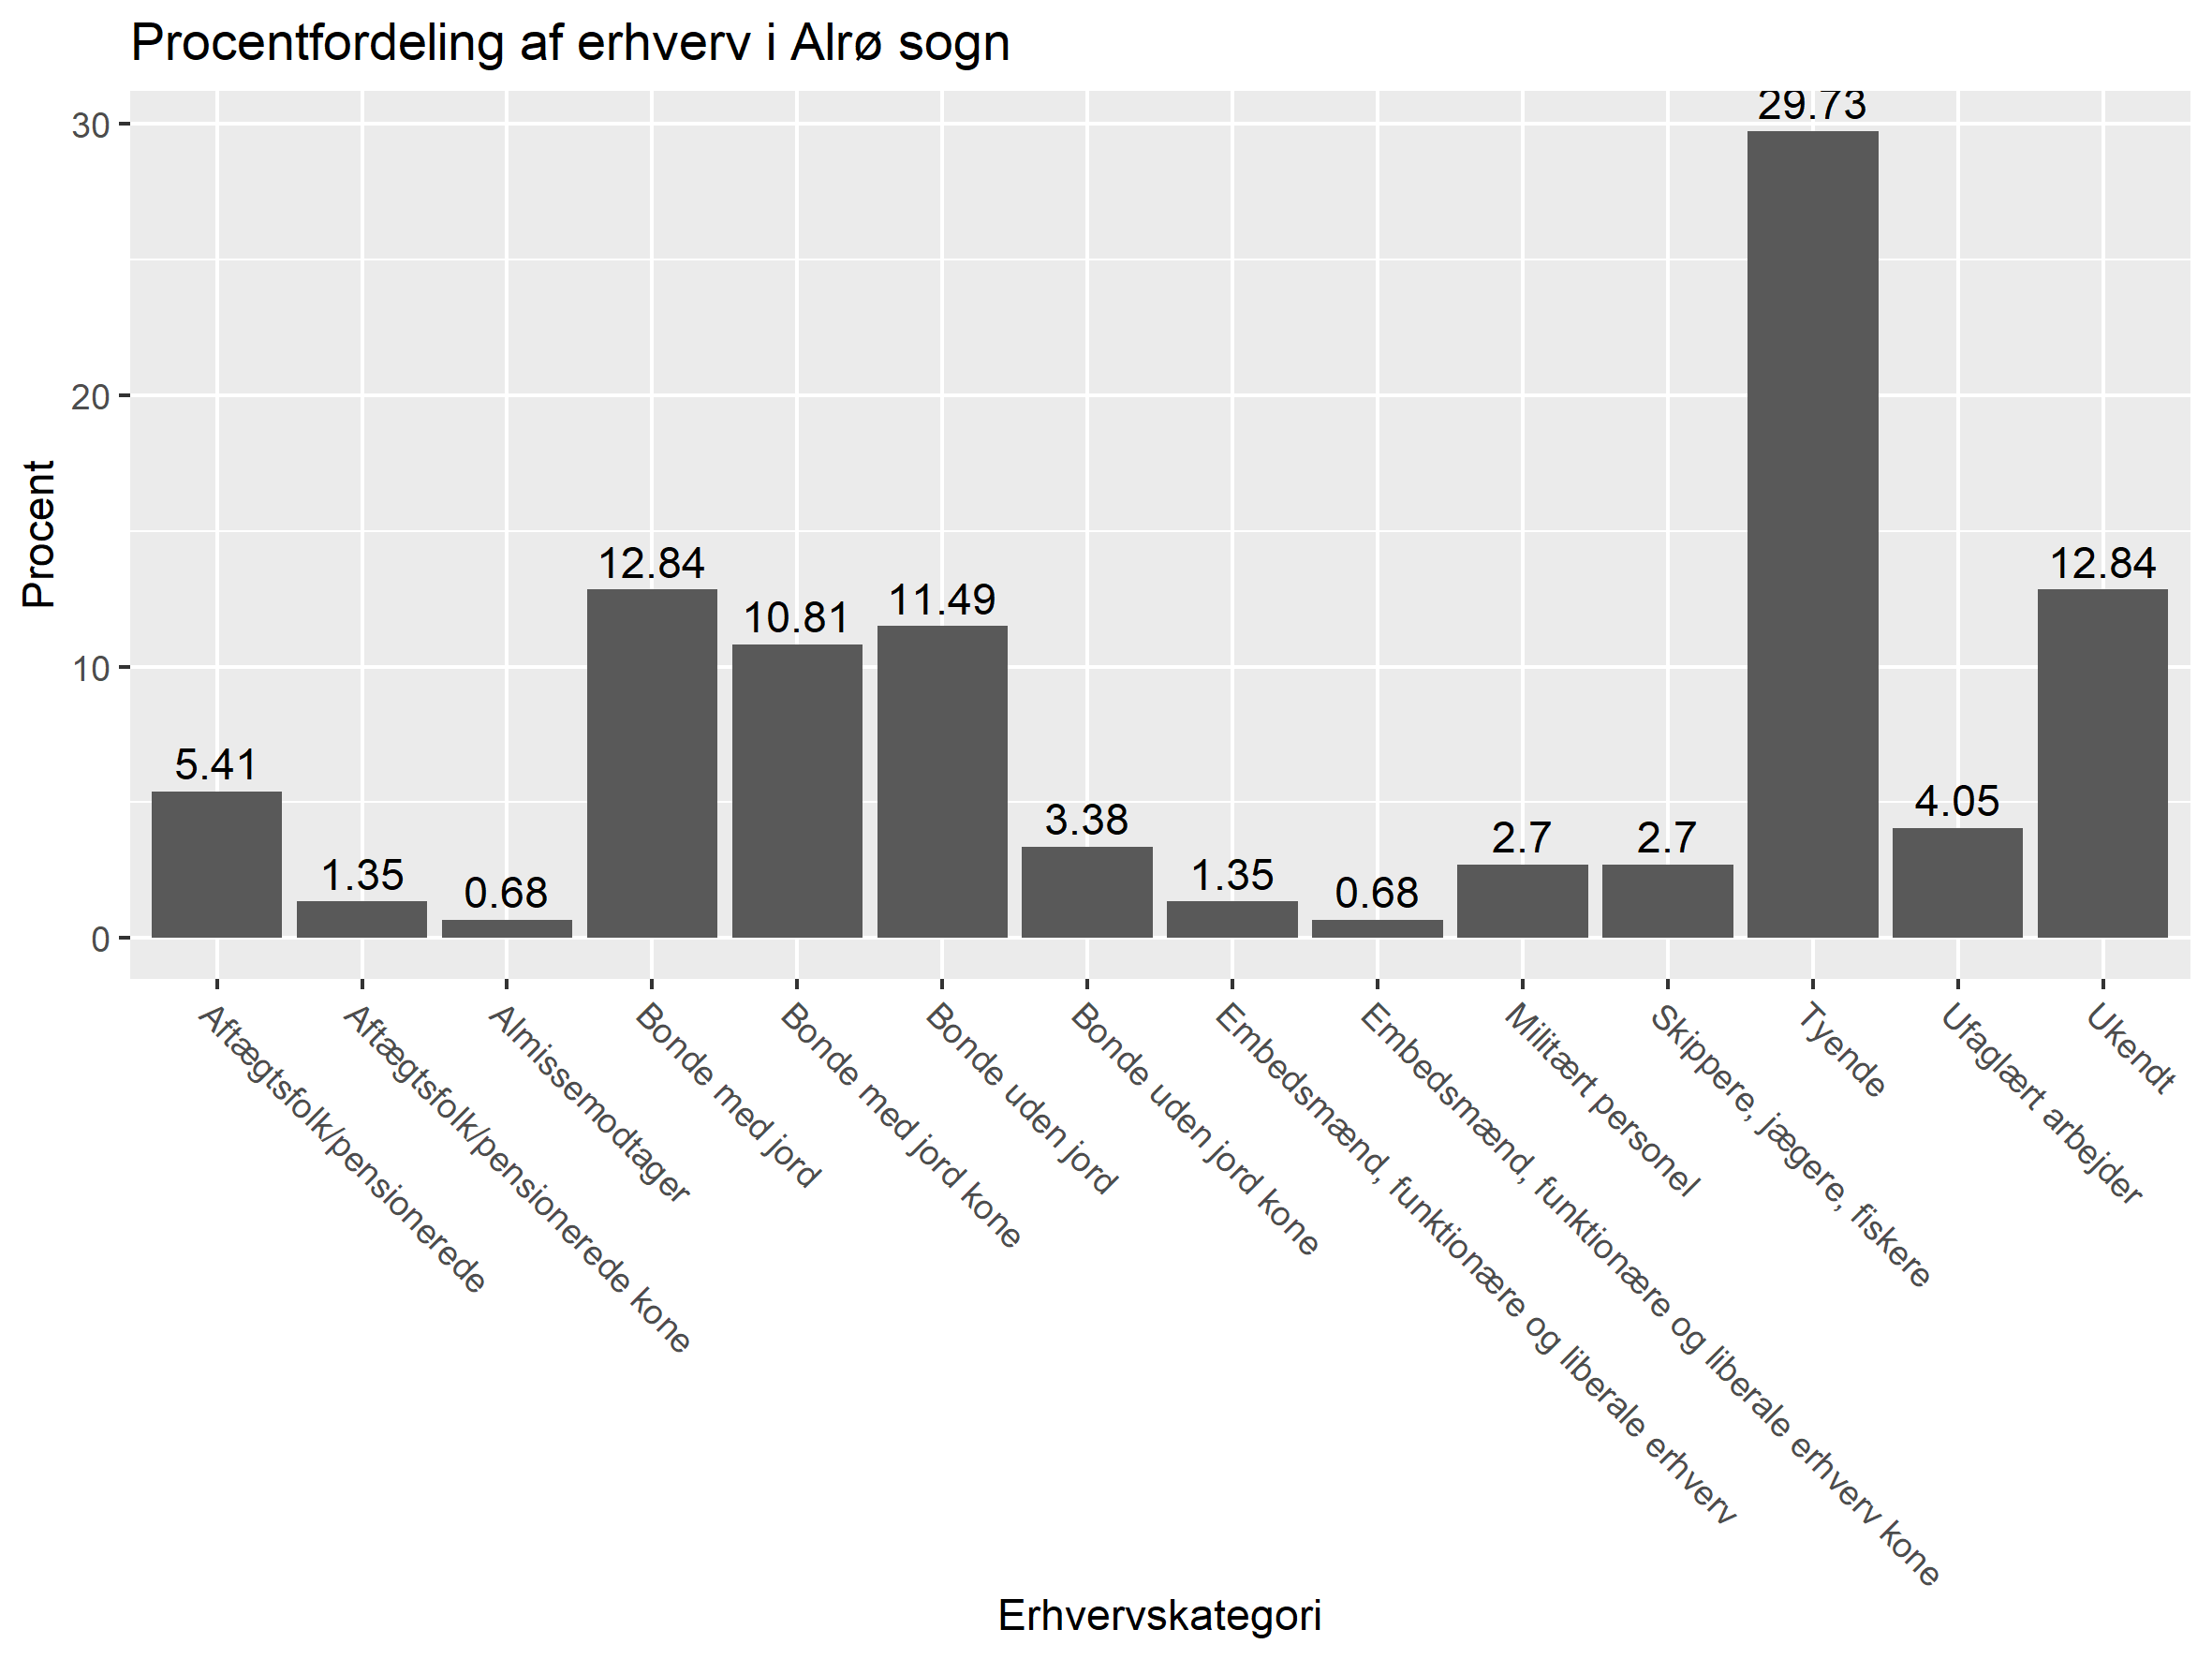 Procentfordeling af erhverv i Alrø sogn
Procent
30
20
10
0
5.41
1.35
0.68
12.84
10.81
11.49
3.38
1.35
0.68
2.7
2.7
29.73
4.05
12.84
Aftægtsfolk/pensionerede
Aftægtsfolk/pensionerede kone
Almissemodtager
Bonde med jord
Bonde med jord kone
Bonde uden jord
Bonde uden jord kone
Embedsmænd, funktionære og liberale erhverv
Embedsmænd, funktionære og liberale erhverv kone
Militært personel
Skippere, jægere, fiskere
Tyende
Ufaglært arbejder
Ukendt
Erhvervskategori